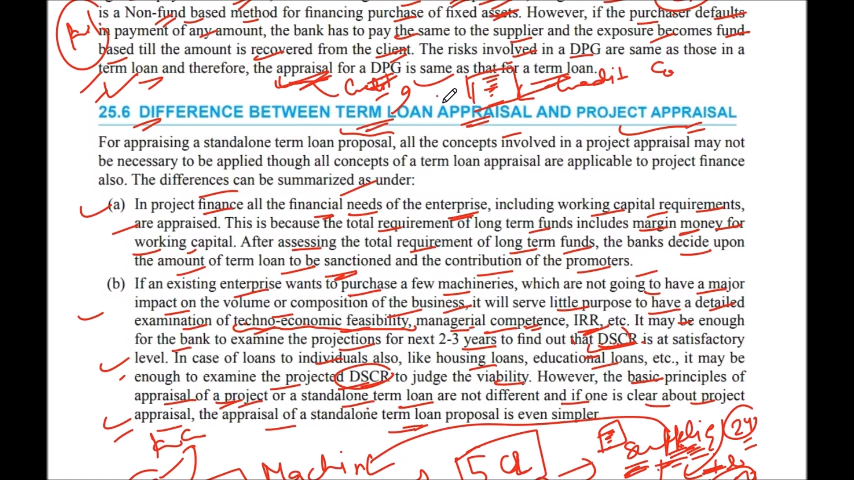 is a Non-fund based method for financing purchase of fixed assets. However, if the purchaser defaults
in payment of any amount, the bank has to pay the same to the supplier and the exposure becomes fund
based till the amount is recovered from the client. The risks involved in a DPG are same as those in a
term loan and therefore, the appraisal for a DPG is same as that for a term loan.
25.6 DIFFERENCE BETWEEN TERM LOAN APPRAISAL AND PROJECT APPRAISAL
For appraising a standalone term loan proposal, all the concepts involved in a project appraisal may not
be necessary to be applied though all concepts of a term loan appraisal are applicable to project finance
also. The differences can be summarized as under:
(a) In project finance all the financial needs of the enterprise, including working capital requirements,
are appraised. This is because the total requirement of long term funds includes margin money for
working capital. After assessing the total requirement of long term funds, the banks decide upon
the amount of term loan to be sanctioned and the contribution of the promoters.
(b) If an existing enterprise wants to purchase a few machineries, which are not going to have a major
impact on the volume or composition of the business, it will serve little purpose to have a detailed
examination of techno-economic feasibility, managerial competence, IRR, etc. It may be enough
for the bank to examine the projections for next 2-3 years to find out that DSCR is at satisfactory
level. In case of loans to individuals also, like housing loans, educational loans, etc., it may be
enough to examine the projected DSCR to judge the viability. However, the basic principles of
appraisal of a project or a standalone term loan are not different and if one is clear about project
appraisal, the appraisal of a standalone term loan proposal is even simpler.
Machine
5 CR